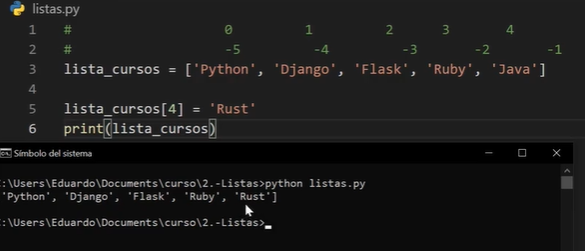 listas.py
1 # 0 1 2 3 4
2 # -5 -4 -3 -2 -1
3 lista_cursos = ['Python', 'Django', 'Flask', 'Ruby', 'Java']
4
5 lista_cursos[4] = 'Rust'
6 print(lista_cursos)
Símbolo del sistema
:\Users\Eduardo\Documents\curso\2.-Listas>python listas.py
'Python', 'Django', 'Flask', 'Ruby', 'Rust']
:\Users\Eduardo\Documents\curso\2.-Listas>